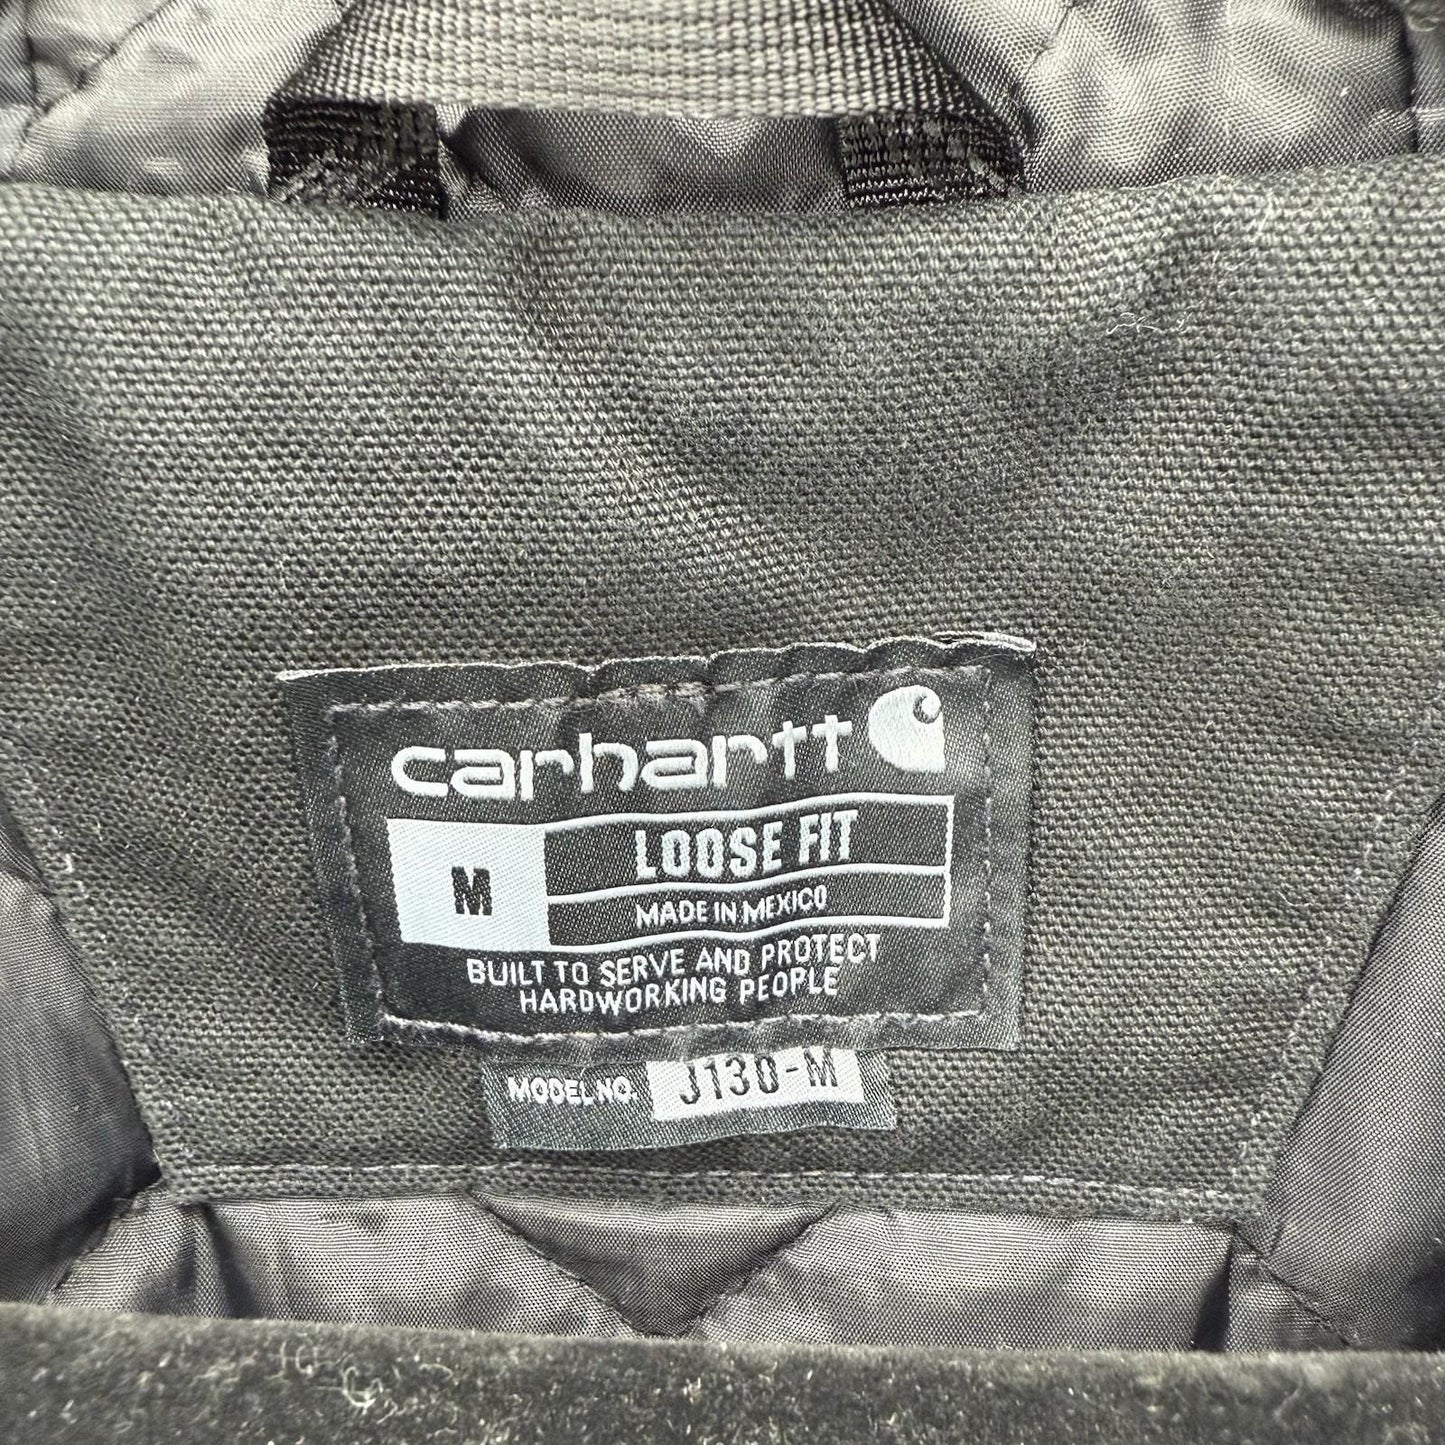 carhartt
M
LOOSE FIT
MADE IN MEXICO
BUILT TO SERVE AND PROTECT
HARDWORKING PEOPLE
MODEL NO. J130-M